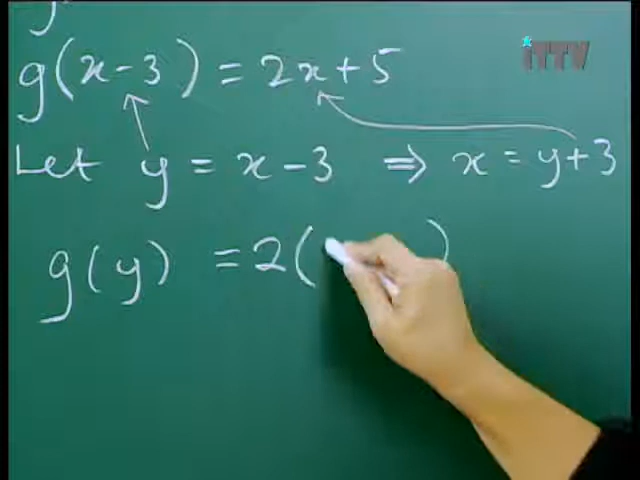 g(x-3) = 2x+5
iTTV
Let y = x-3 ⇒ x = y+3
g(y) = 2( )